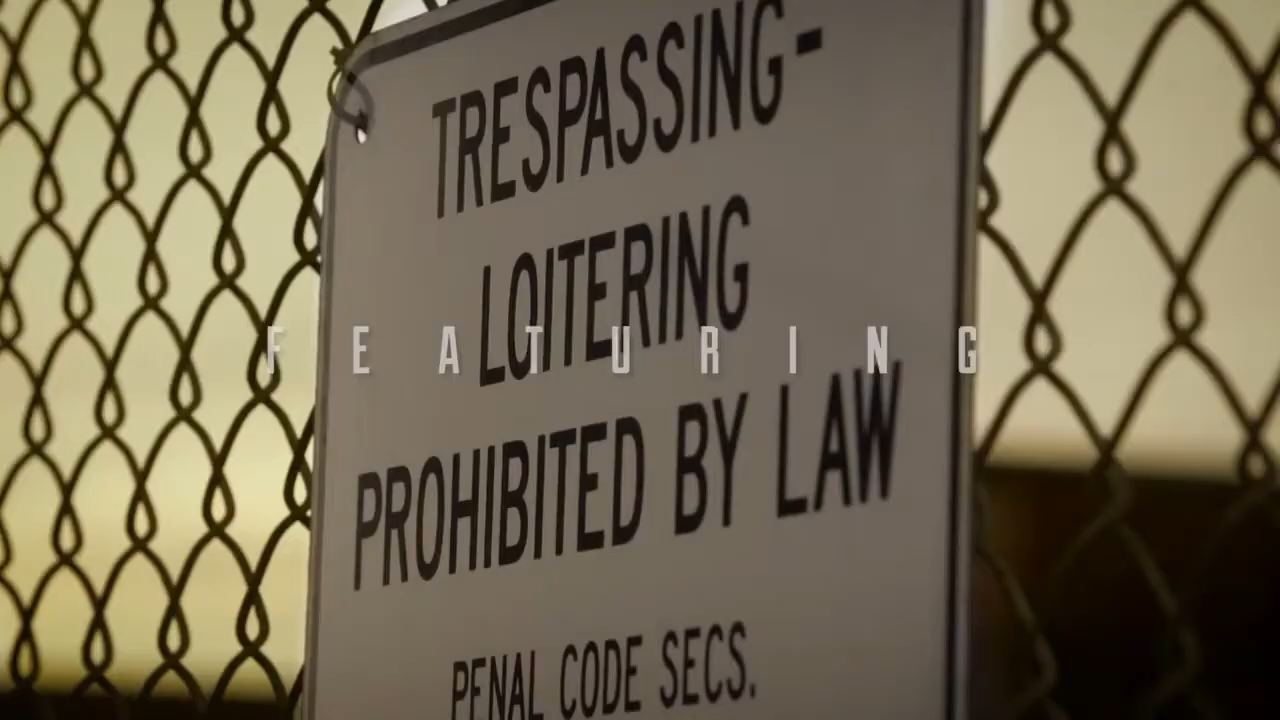 TRESPASSING-
LOITERING
FEATURING
PROHIBITED BY LAW
PENAL CODE SECS.